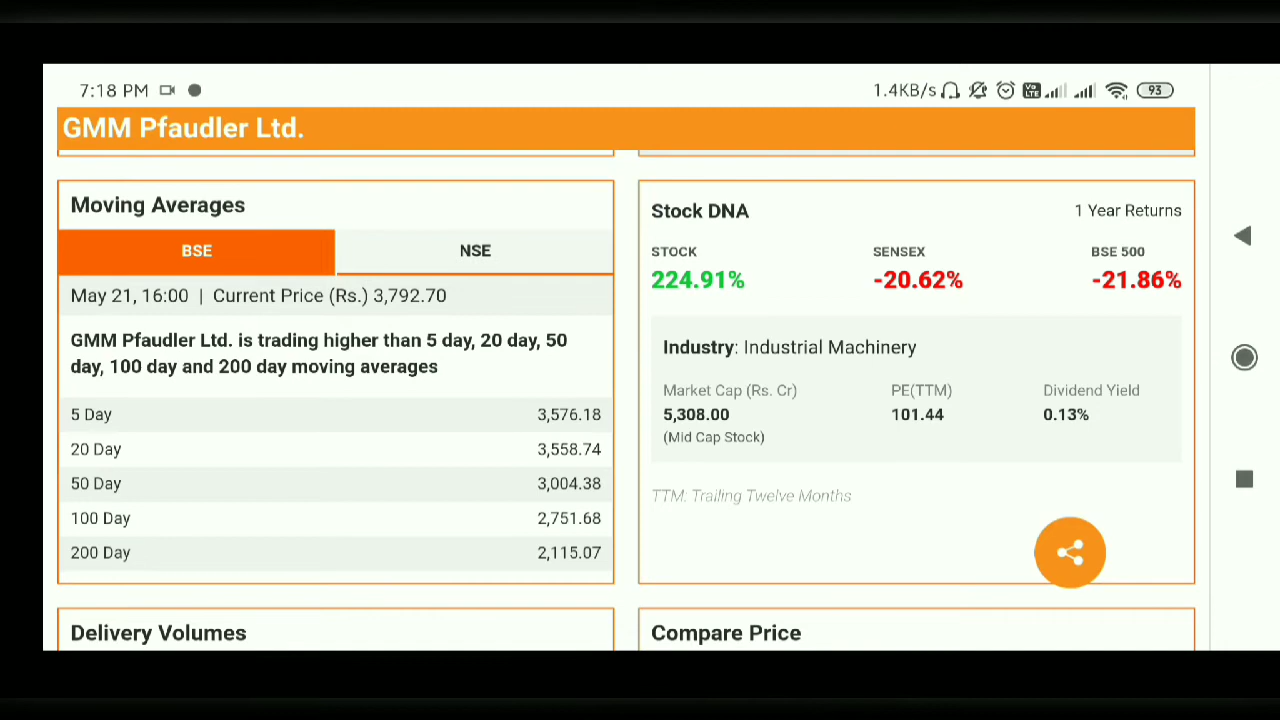 7:18 PM
1.4KB/s
Vo LTE
93
GMM Pfaudler Ltd.
Moving Averages
BSE
NSE
May 21, 16:00 | Current Price (Rs.) 3,792.70
GMM Pfaudler Ltd. is trading higher than 5 day, 20 day, 50
day, 100 day and 200 day moving averages
5 Day 3,576.18
20 Day 3,558.74
50 Day 3,004.38
100 Day 2,751.68
200 Day 2,115.07
Delivery Volumes
Stock DNA
1 Year Returns
STOCK SENSEX BSE 500
224.91% -20.62% -21.86%
Industry: Industrial Machinery
Market Cap (Rs. Cr) PE(TTM) Dividend Yield
5,308.00 101.44 0.13%
(Mid Cap Stock)
TTM: Trailing Twelve Months
Compare Price